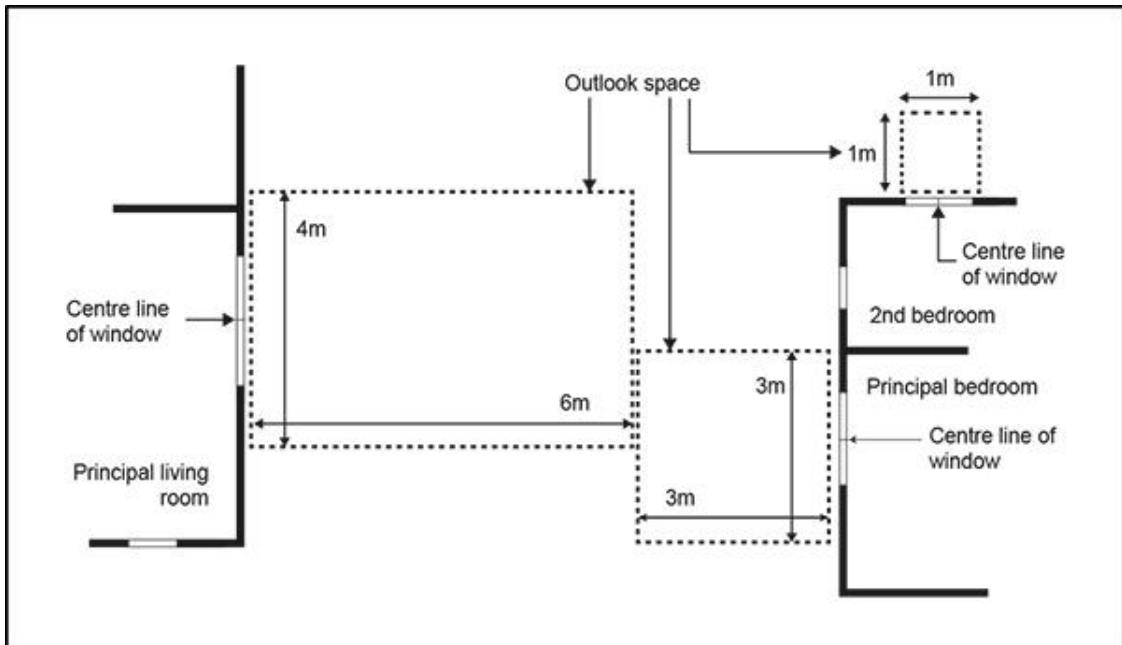 Outlook space
1m
1m
4m
Centre line
of window
Centre line
of window
2nd bedroom
Principal bedroom
3m
6m
Centre line of
window
Principal living
room
3m